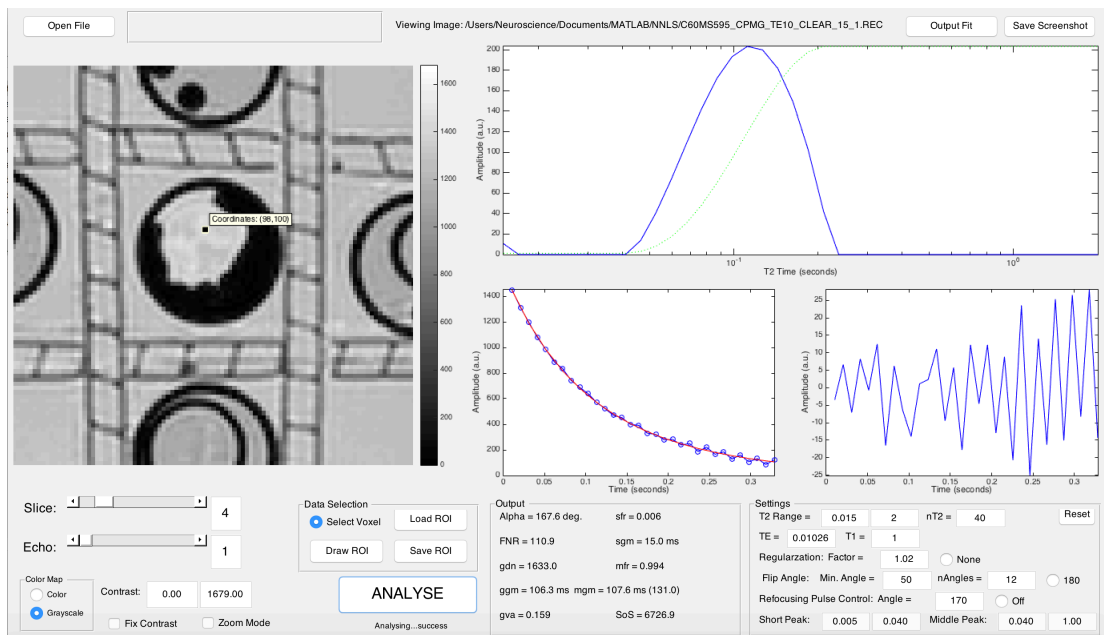 Open File
Viewing Image: /Users/Neuroscience/Documents/MATLAB/NNLS/C60MS595_CPMG_TE10_CLEAR_15_1.REC
Output Fit
Save Screenshot
1600
1400
1200
1000
800
600
400
200
0
Coordinates: (98,100)
200
180
160
140
120
100
80
60
40
20
0
Amplitude (a.u.)
10-1
100
T2 Time (seconds)
1400
1200
1000
800
600
400
200
0
Amplitude (a.u.)
0 0.05 0.1 0.15 0.2 0.25 0.3
Time (seconds)
25
20
15
10
5
0
-5
-10
-15
-20
-25
Amplitude (a.u.)
0 0.05 0.1 0.15 0.2 0.25 0.3
Time (seconds)
Slice:
4
Echo:
1
Color Map
Color
Grayscale
Contrast: 0.00 1679.00
Fix Contrast
Zoom Mode
Data Selection
Select Voxel
Load ROI
Draw ROI
Save ROI
ANALYSE
Analysing...success
Output
Alpha = 167.6 deg. sfr = 0.006
FNR = 110.9 sgm = 15.0 ms
gdn = 1633.0 mfr = 0.994
ggm = 106.3 ms mgm = 107.6 ms (131.0)
gva = 0.159 SoS = 6726.9
Settings
T2 Range = 0.015 2 nT2 = 40
Reset
TE = 0.01026 T1 = 1
Regularzation: Factor = 1.02 None
Flip Angle: Min. Angle = 50 nAngles = 12 180
Refocusing Pulse Control: Angle = 170 Off
Short Peak: 0.005 0.040 Middle Peak: 0.040 1.00